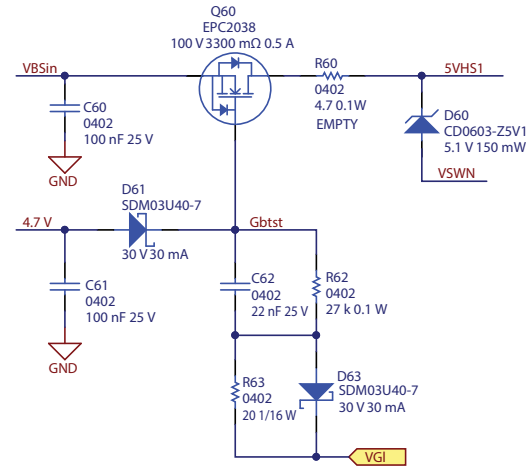 Q60
EPC2038
100 V 3300 mΩ 0.5 A
VBSin
R60
0402
4.7 0.1W
EMPTY
5VHS1
C60
0402
100 nF 25 V
GND
D60
CD0603-Z5V1
5.1 V 150 mW
VSWN
D61
SDM03U40-7
30 V 30 mA
4.7 V
Gbtst
C61
0402
100 nF 25 V
GND
C62
0402
22 nF 25 V
R62
0402
27 k 0.1 W
R63
0402
20 1/16 W
D63
SDM03U40-7
30 V 30 mA
VGI